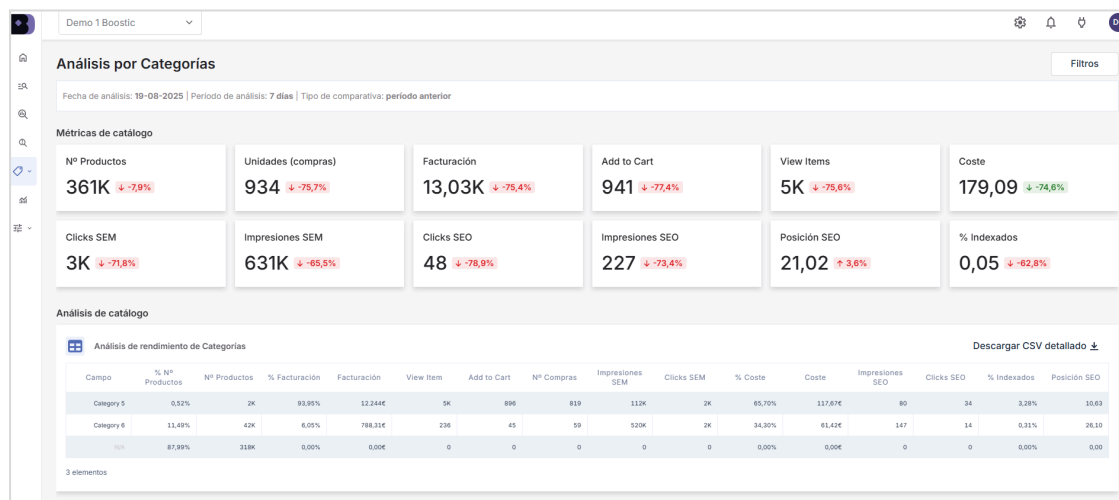 Demo 1 Boostic
D
Análisis por Categorías
Filtros
Fecha de análisis: 19-08-2025 | Periodo de análisis: 7 días | Tipo de comparativa: período anterior
Métricas de catálogo
Nº Productos Unidades (compras) Facturación Add to Cart View Items Coste
361K ↓ -7,9% 934 ↓ -75,7% 13,03K ↓ -75,4% 941 ↓ -77,4% 5K ↓ -75,6% 179,09 ↓ -74,6%
Clicks SEM Impresiones SEM Clicks SEO Impresiones SEO Posición SEO % Indexados
3K ↓ -71,8% 631K ↓ -65,5% 48 ↓ -78,9% 227 ↓ -73,4% 21,02 ↑ 3,6% 0,05 ↓ -62,8%
Análisis de catálogo
Análisis de rendimiento de Categorías Descargar CSV detallado
Campo % Nº Productos Nº Productos % Facturación Facturación View Item Add to Cart Nº Compras Impresiones SEM Clicks SEM % Coste Coste Impresiones SEO Clicks SEO % Indexados Posición SEO
Category 5 0,52% 2K 93,95% 12.244€ 5K 896 819 112K 2K 65,70% 117,67€ 80 34 3,28% 10,63
Category 6 11,49% 42K 6,05% 788,31€ 236 45 59 520K 2K 34,30% 61,42€ 147 14 0,31% 26,10
N/A 87,99% 318K 0,00% 0,00€ 0 0 0 0 0 0,00% 0,00€ 0 0 0,00% 0,00
3 elementos